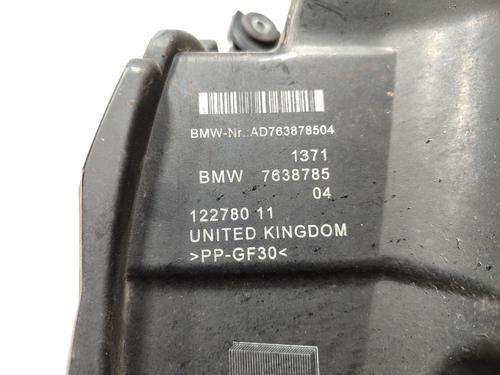 BMW-Nr.:AD763878504
1371
BMW 7638785
04
122780 11
UNITED KINGDOM
>PP-GF30<